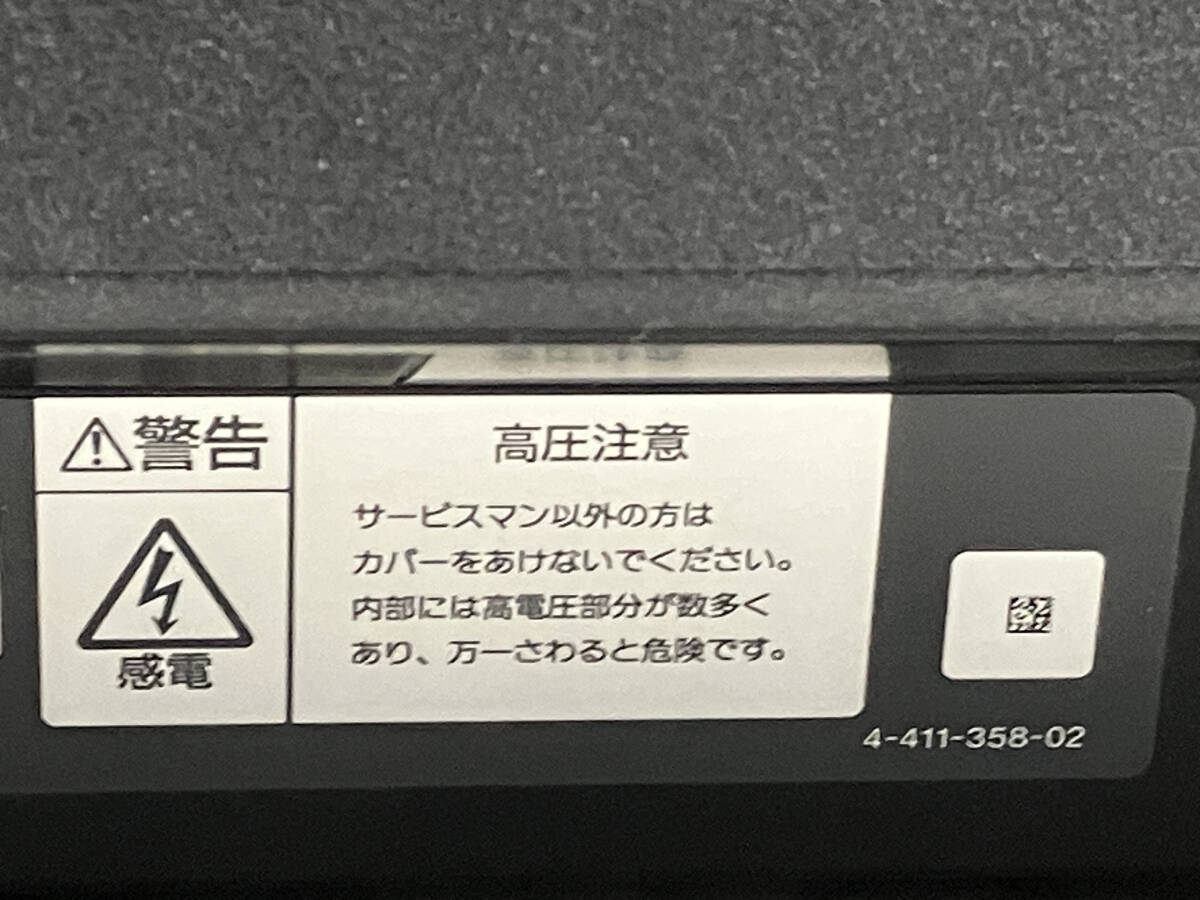 警告
感電
高圧注意
サービスマン以外の方は
カバーをあけないでください。
内部には高電圧部分が数多く
あり、万一さわると危険です。
4-411-358-02